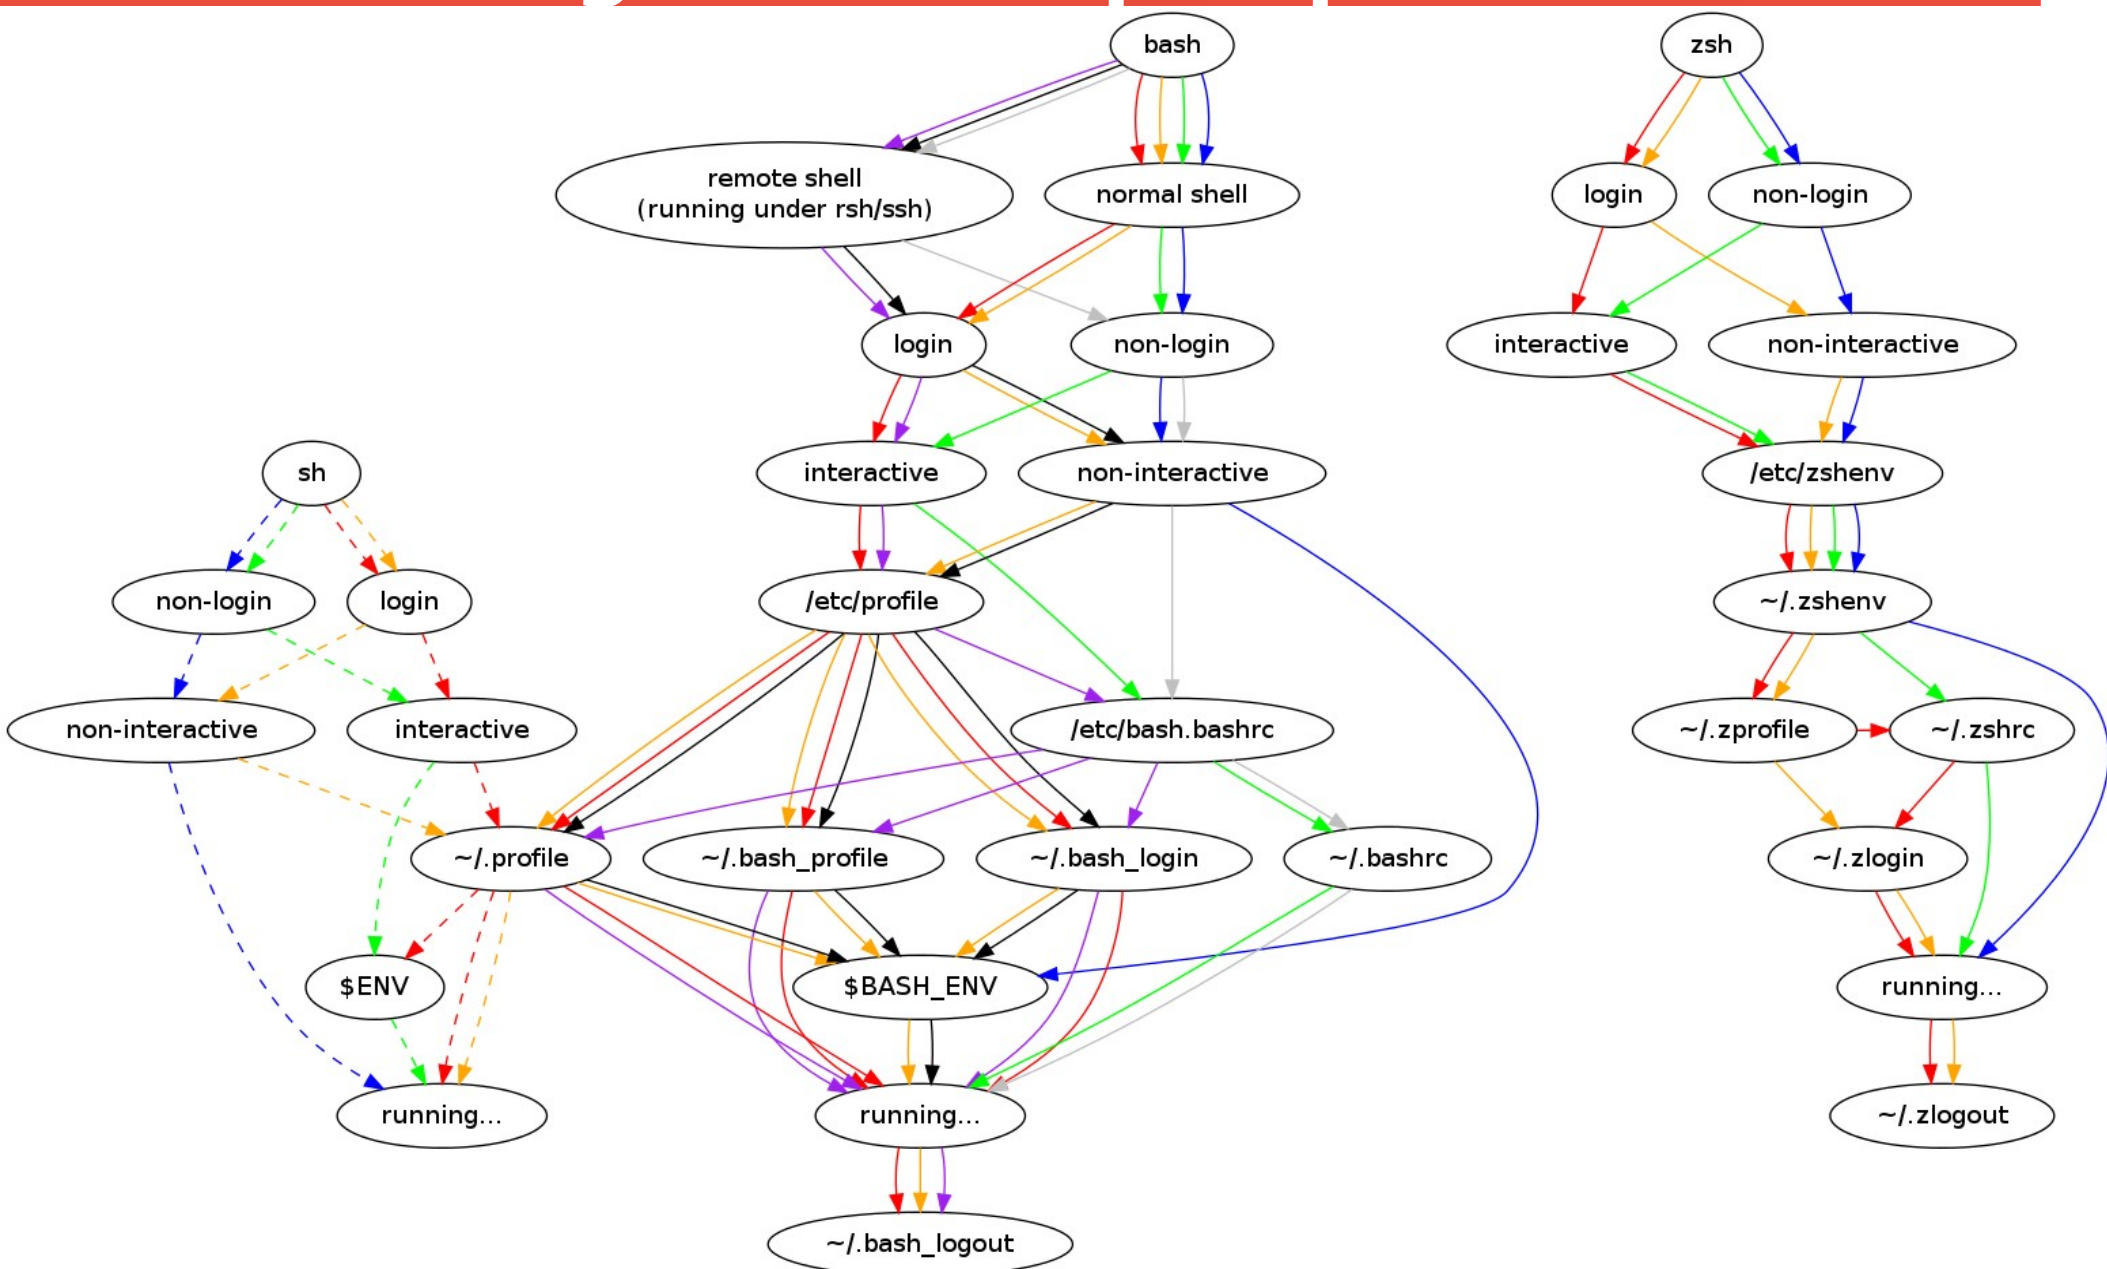 bash
zsh
remote shell
(running under rsh/ssh)
normal shell
login
non-login
login
non-login
interactive
non-interactive
sh
interactive
non-interactive
/etc/zshenv
non-login
login
/etc/profile
~/.zshenv
non-interactive
interactive
/etc/bash.bashrc
~/.zprofile
~/.zshrc
~/.profile
~/.bash_profile
~/.bash_login
~/.bashrc
~/.zlogin
$ENV
$BASH_ENV
running...
running...
running...
~/.zlogout
~/.bash_logout